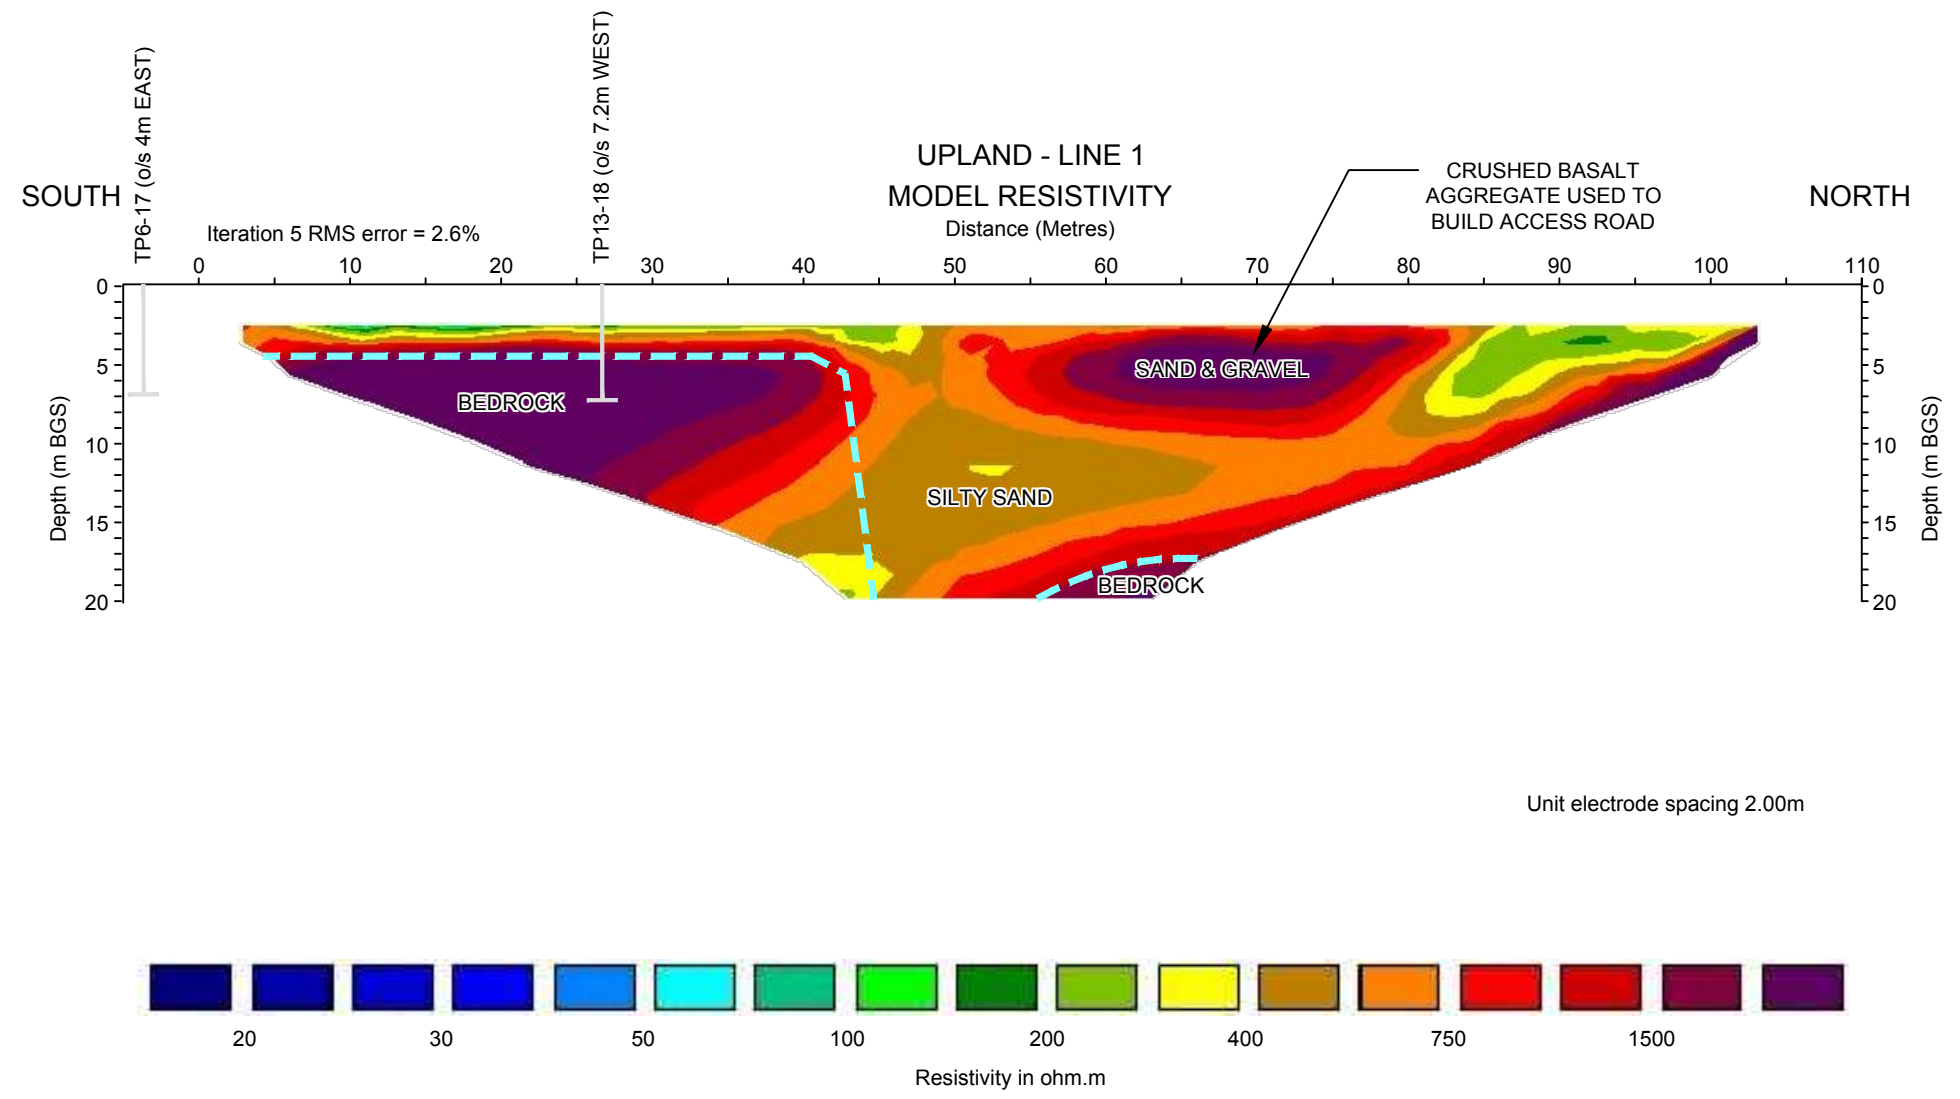 TP6-17 (o/s 4m EAST)
TP13-18 (o/s 7.2m WEST)
UPLAND - LINE 1
MODEL RESISTIVITY
Distance (Metres)
SOUTH
NORTH
CRUSHED BASALT
AGGREGATE USED TO
BUILD ACCESS ROAD
Iteration 5 RMS error = 2.6%
0 10 20 30 40 50 60 70 80 90 100 110
0
5
10
15
20
Depth (m BGS)
BEDROCK
SAND & GRAVEL
SILTY SAND
BEDROCK
0
5
10
15
20
Depth (m BGS)
Unit electrode spacing 2.00m
20 30 50 100 200 400 750 1500
Resistivity in ohm.m